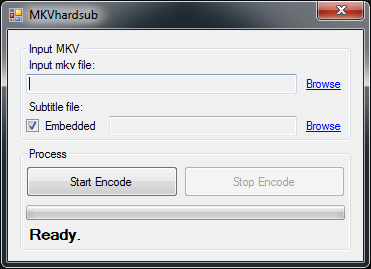 MKVhardsub
Input MKV
Input mkv file:
Browse
Subtitle file:
Embedded Browse
Process
Start Encode Stop Encode
Ready.